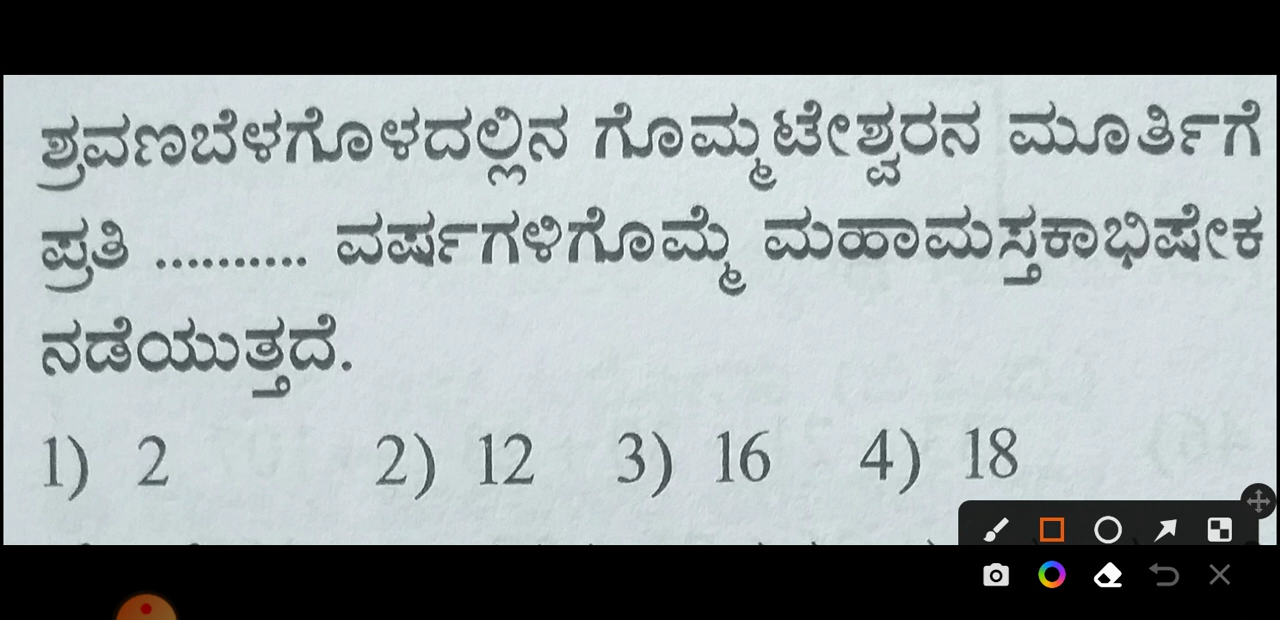 ಶ್ರವಣಬೆಳಗೊಳದಲ್ಲಿನ ಗೊಮ್ಮಟೇಶ್ವರನ ಮೂರ್ತಿಗೆ
ಪ್ರತಿ .......... ವರ್ಷಗಳಿಗೊಮ್ಮೆ ಮಹಾಮಸ್ತಕಾಭಿಷೇಕ
ನಡೆಯುತ್ತದೆ.
1) 2 2) 12 3) 16 4) 18